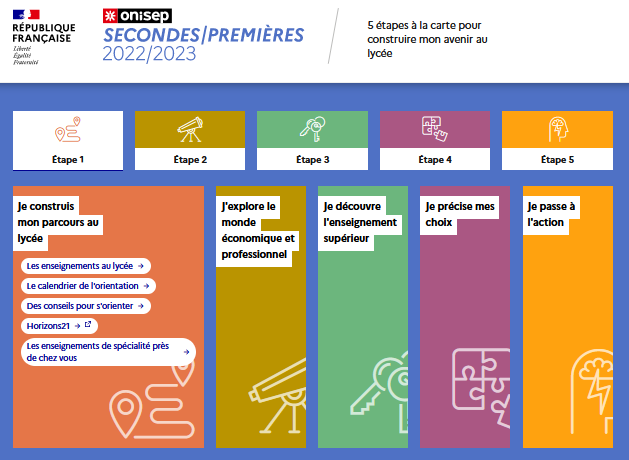 RÉPUBLIQUE
FRANÇAISE
Liberté
Égalité
Fraternité
onisep
SECONDES/PREMIÈRES
2022/2023
5 étapes à la carte pour
construire mon avenir au
lycée
Étape 1
Étape 2
Étape 3
Étape 4
Étape 5
Je construis
mon parcours au
lycée
Les enseignements au lycée →
Le calendrier de l'orientation →
Des conseils pour s'orienter →
Horizons21 →
Les enseignements de spécialité près
de chez vous →
J'explore le
monde
économique et
professionnel
Je découvre
l'enseignement
supérieur
Je précise mes
choix
Je passe à
l'action